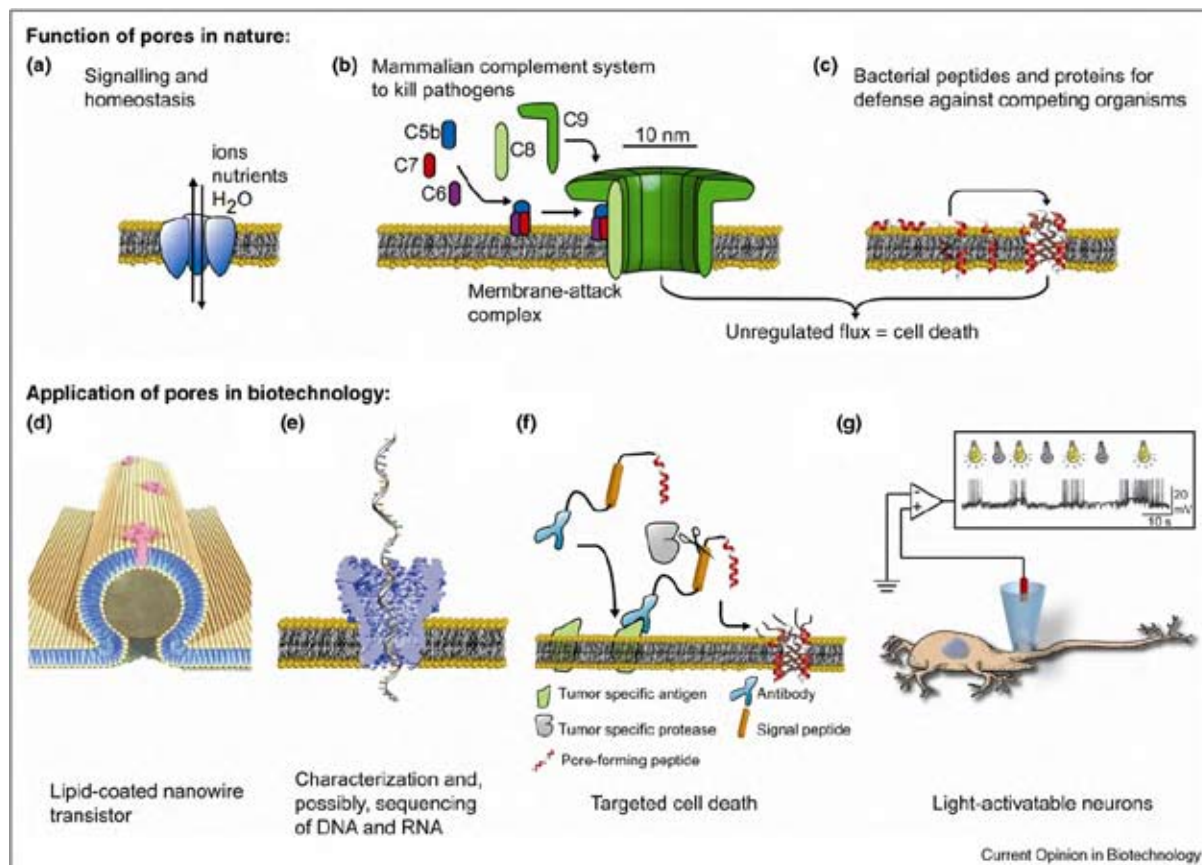 Function of pores in nature:
(a)
Signalling and
homeostasis
ions
nutrients
H2O
(b)
Mammalian complement system
to kill pathogens
C5b
C7
C6
C8
C9
10 nm
Membrane-attack
complex
(c)
Bacterial peptides and proteins for
defense against competing organisms
Unregulated flux = cell death
Application of pores in biotechnology:
(d)
Lipid-coated nanowire
transistor
(e)
Characterization and,
possibly, sequencing
of DNA and RNA
(f)
Tumor specific antigen
Antibody
Tumor specific protease
Signal peptide
Pore-forming peptide
Targeted cell death
(g)
-
+
20
mV
10 s
Light-activatable neurons
Current Opinion in Biotechnology